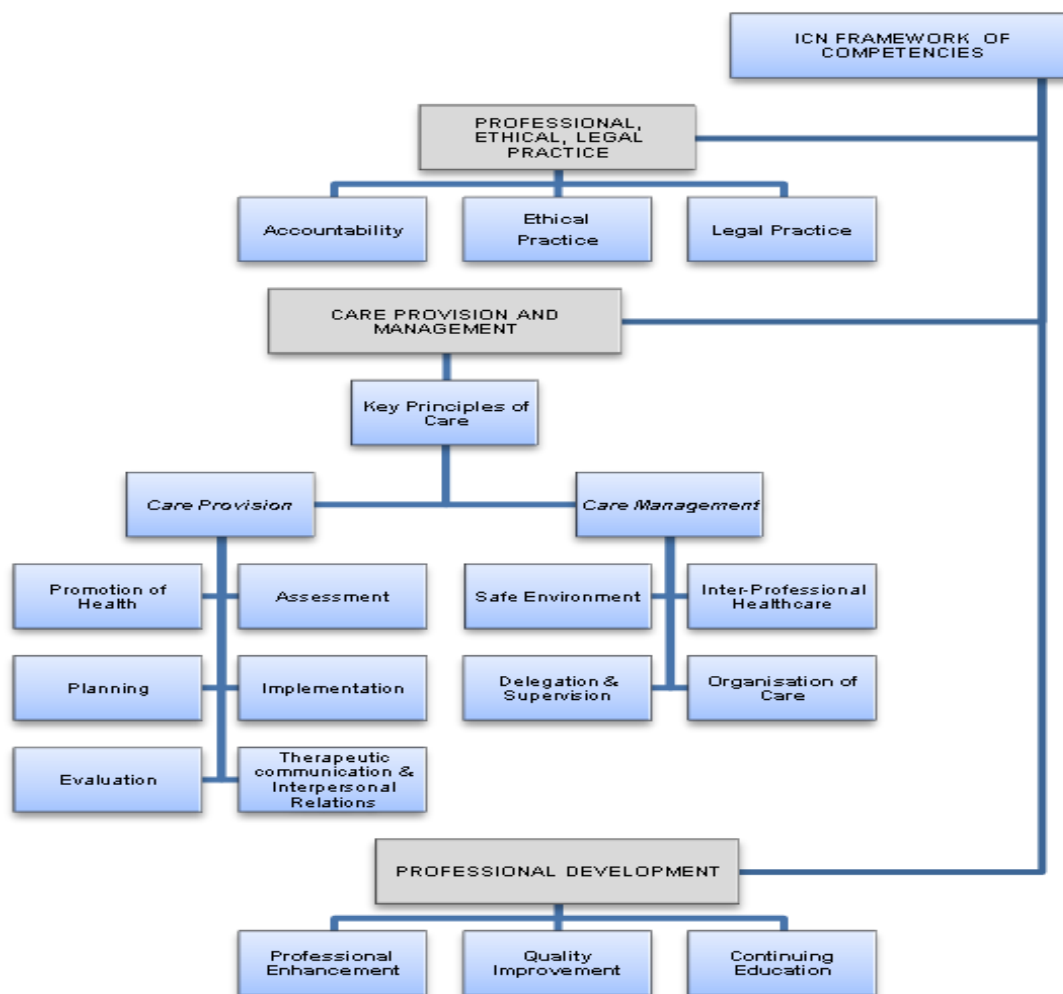 ICN FRAMEWORK OF
COMPETENCIES
PROFESSIONAL,
ETHICAL, LEGAL
PRACTICE
Accountability
Ethical
Practice
Legal Practice
CARE PROVISION AND
MANAGEMENT
Key Principles of
Care
Care Provision
Care Management
Promotion of
Health
Assessment
Safe Environment
Inter-Professional
Healthcare
Planning
Implementation
Delegation &
Supervision
Organisation of
Care
Evaluation
Therapeutic
communication &
Interpersonal
Relations
PROFESSIONAL DEVELOPMENT
Professional
Enhancement
Quality
Improvement
Continuing
Education